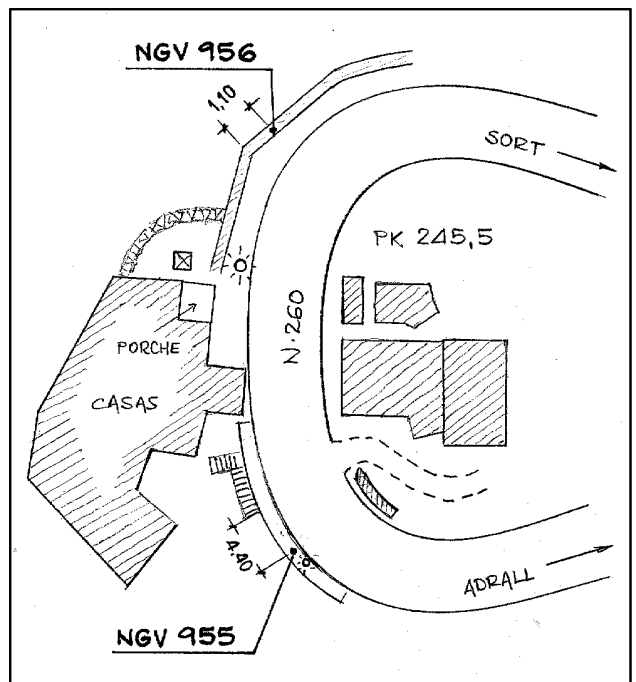 NGV 956
1,10
SORT
PK 245,5
N-260
PORCHE
CASAS
4,40
ADRALL
NGV 955